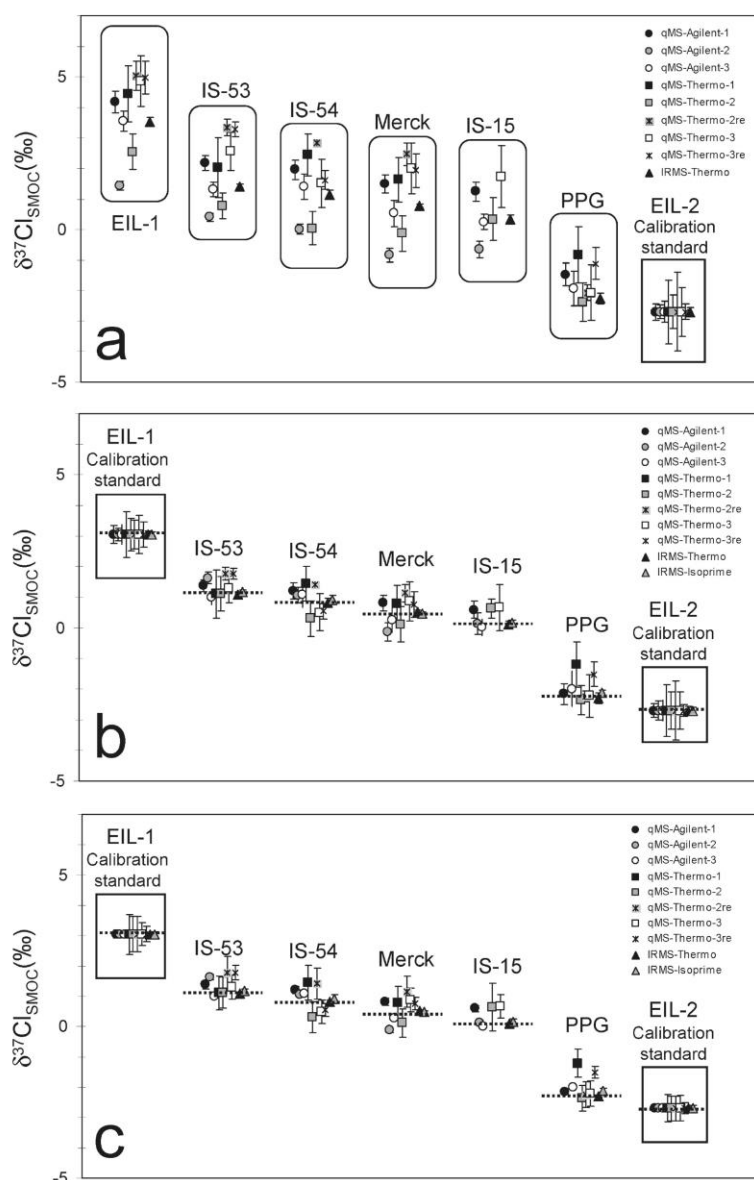 a
δ³⁷Cl_SMOC(‰)
5
0
-5
EIL-1
IS-53
IS-54
Merck
IS-15
PPG
EIL-2
Calibration
standard
qMS-Agilent-1
qMS-Agilent-2
qMS-Agilent-3
qMS-Thermo-1
qMS-Thermo-2
qMS-Thermo-2re
qMS-Thermo-3
qMS-Thermo-3re
IRMS-Thermo
b
δ³⁷Cl_SMOC(‰)
5
0
-5
EIL-1
Calibration
standard
IS-53
IS-54
Merck
IS-15
PPG
EIL-2
Calibration
standard
qMS-Agilent-1
qMS-Agilent-2
qMS-Agilent-3
qMS-Thermo-1
qMS-Thermo-2
qMS-Thermo-2re
qMS-Thermo-3
qMS-Thermo-3re
IRMS-Thermo
IRMS-Isoprime
c
δ³⁷Cl_SMOC(‰)
5
0
-5
EIL-1
Calibration
standard
IS-53
IS-54
Merck
IS-15
PPG
EIL-2
Calibration
standard
qMS-Agilent-1
qMS-Agilent-2
qMS-Agilent-3
qMS-Thermo-1
qMS-Thermo-2
qMS-Thermo-2re
qMS-Thermo-3
qMS-Thermo-3re
IRMS-Thermo
IRMS-Isoprime